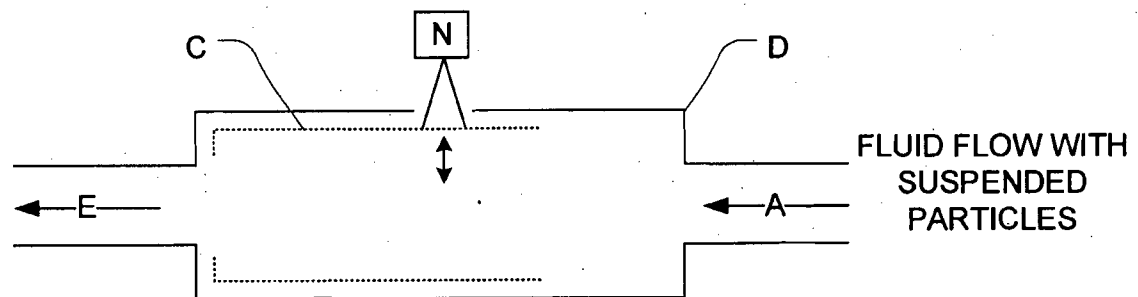 N
C
D
FLUID FLOW WITH
SUSPENDED
PARTICLES
E
A